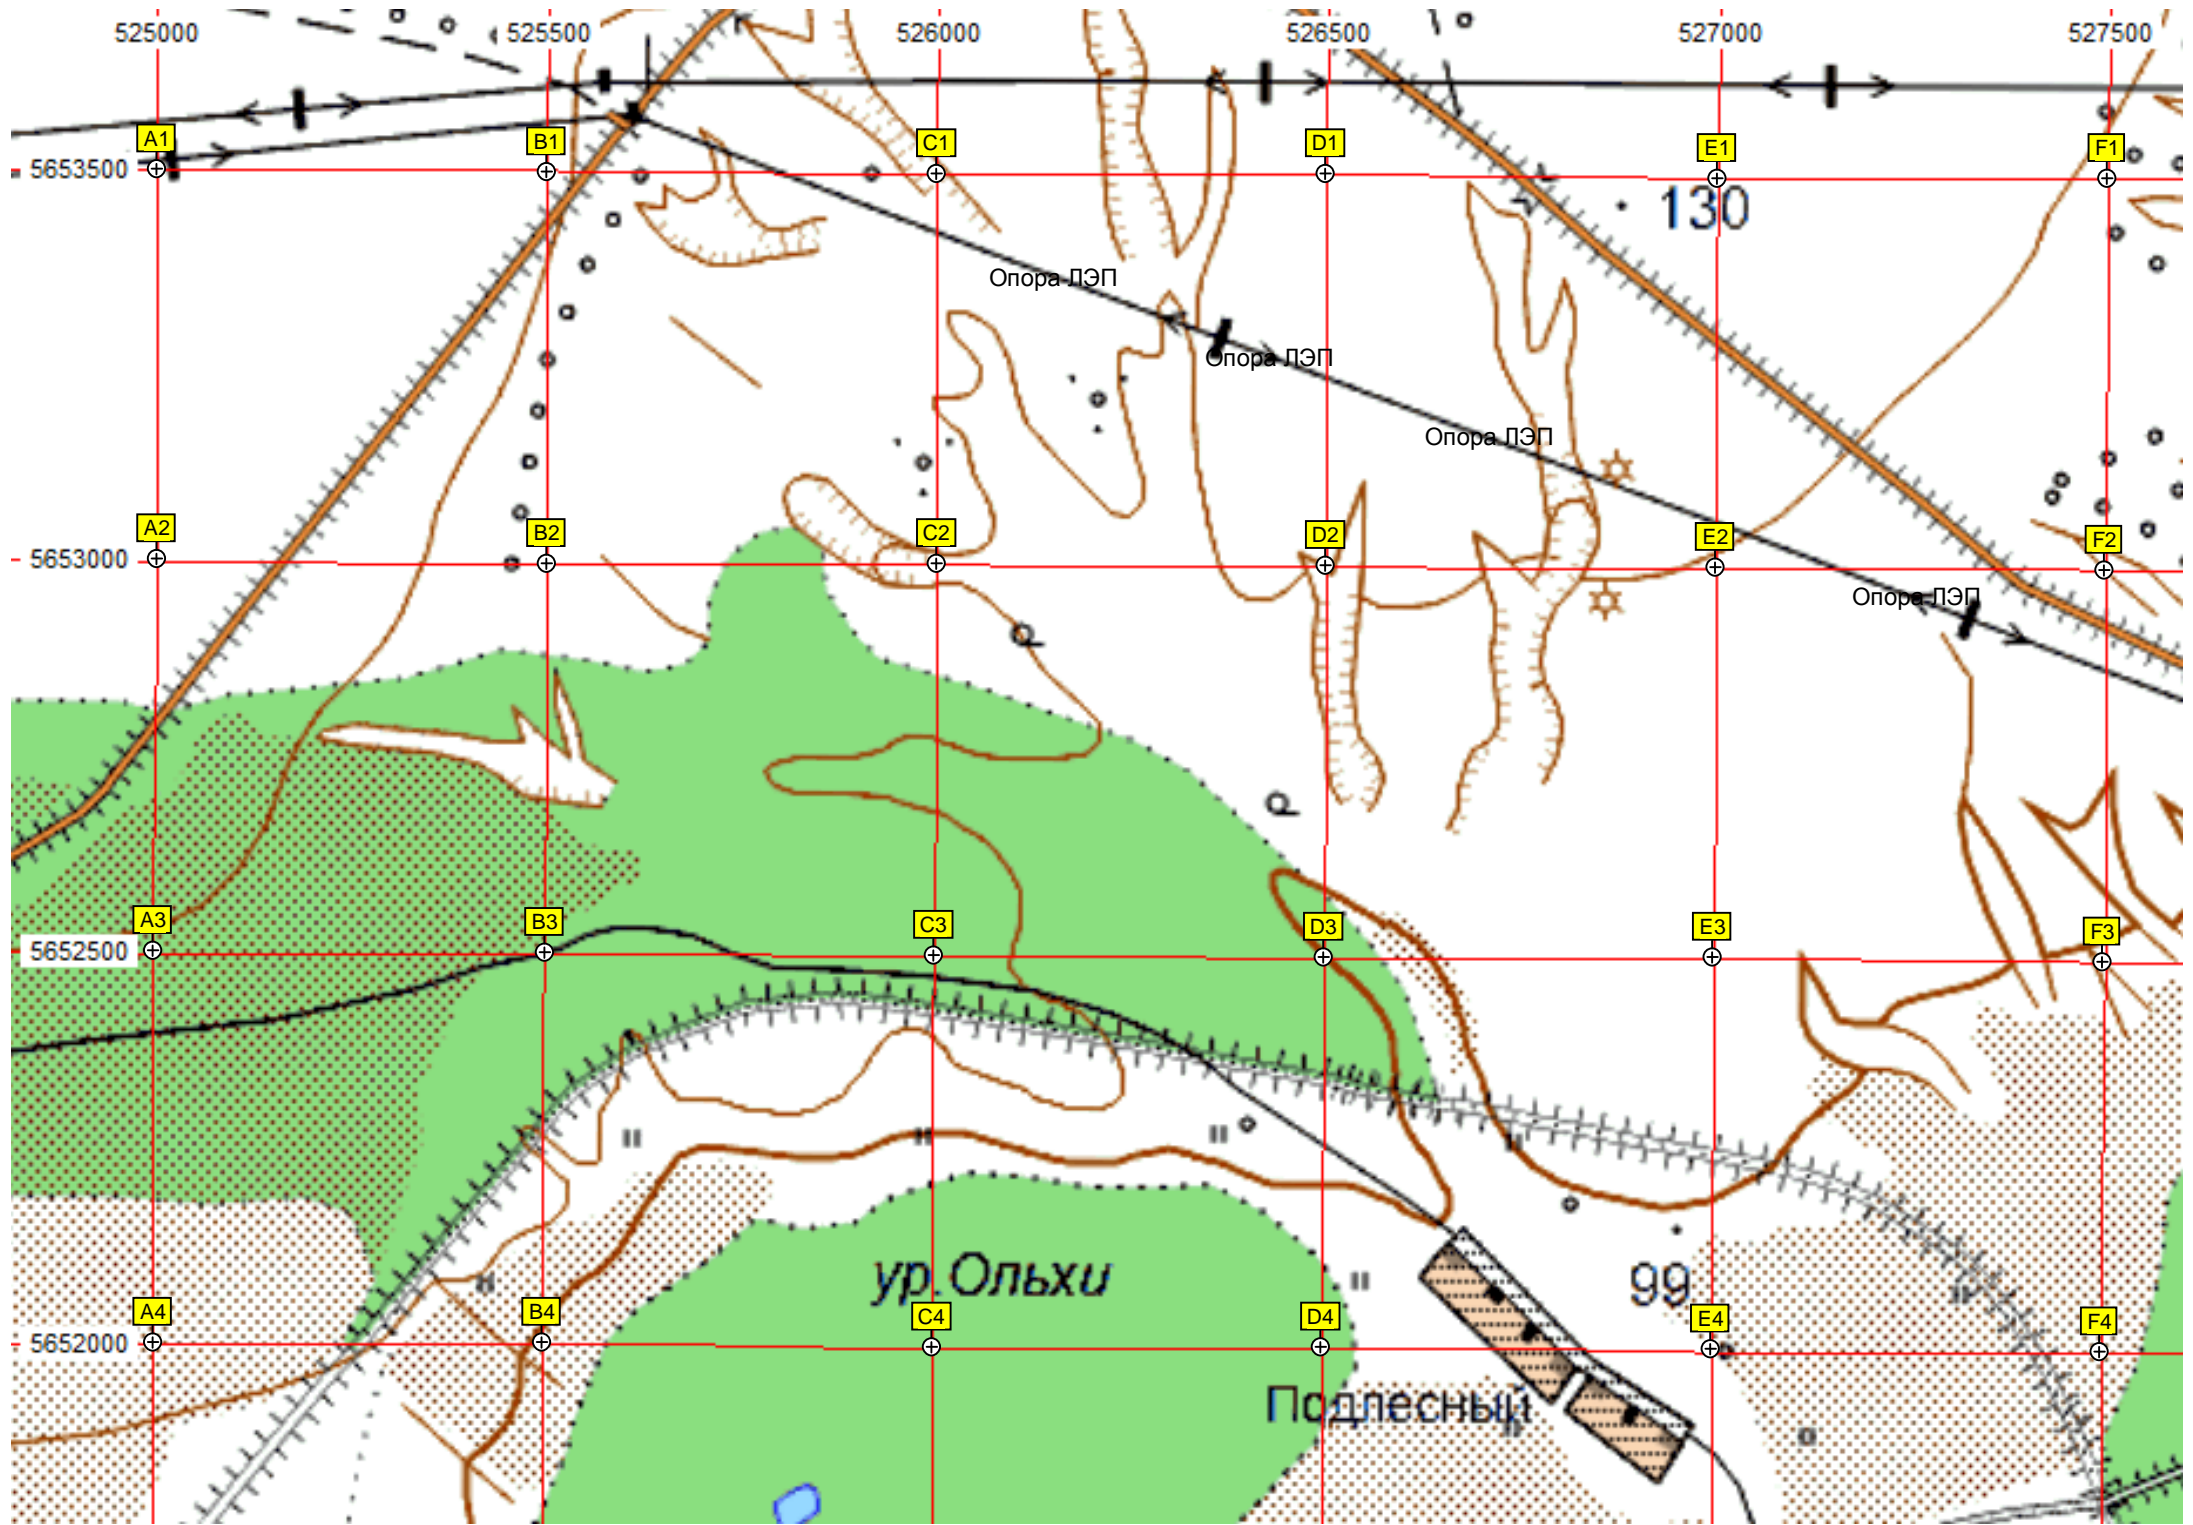 525000 525500 526000 526500 527000 527500
A1 B1 C1 D1 E1 F1
5653500
130
Опора ЛЭП
Опора ЛЭП
Опора ЛЭП
A2 B2 C2 D2 E2 F2
5653000
Опора ЛЭП
A3 B3 C3 D3 E3 F3
5652500
ур.Ольхи
99
A4 B4 C4 D4 E4 F4
5652000
Подлесный